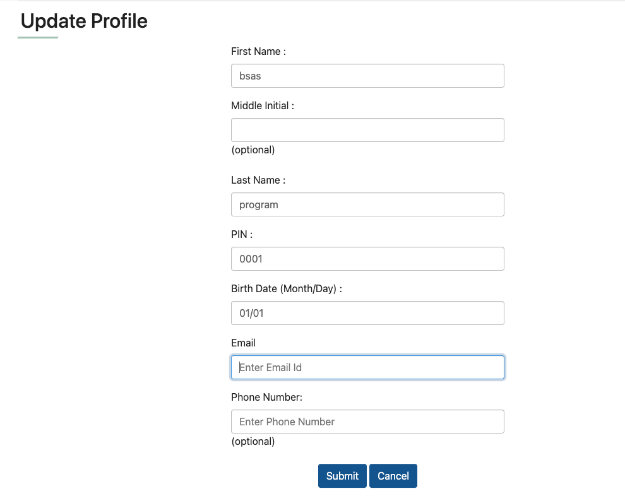 Update Profile
First Name :
bsas
Middle Initial :
(optional)
Last Name :
program
PIN :
0001
Birth Date (Month/Day) :
01/01
Email
Enter Email Id
Phone Number:
Enter Phone Number
(optional)
Submit Cancel